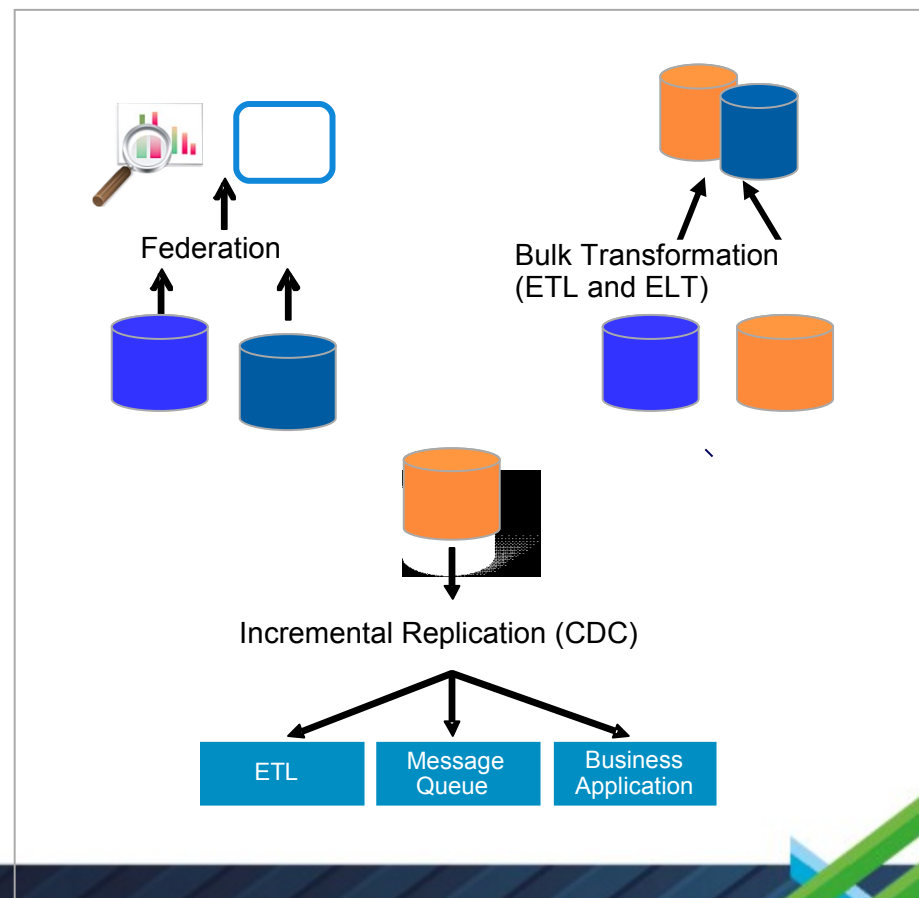 Federation
Bulk Transformation
(ETL and ELT)
Incremental Replication (CDC)
ETL
Message
Queue
Business
Application